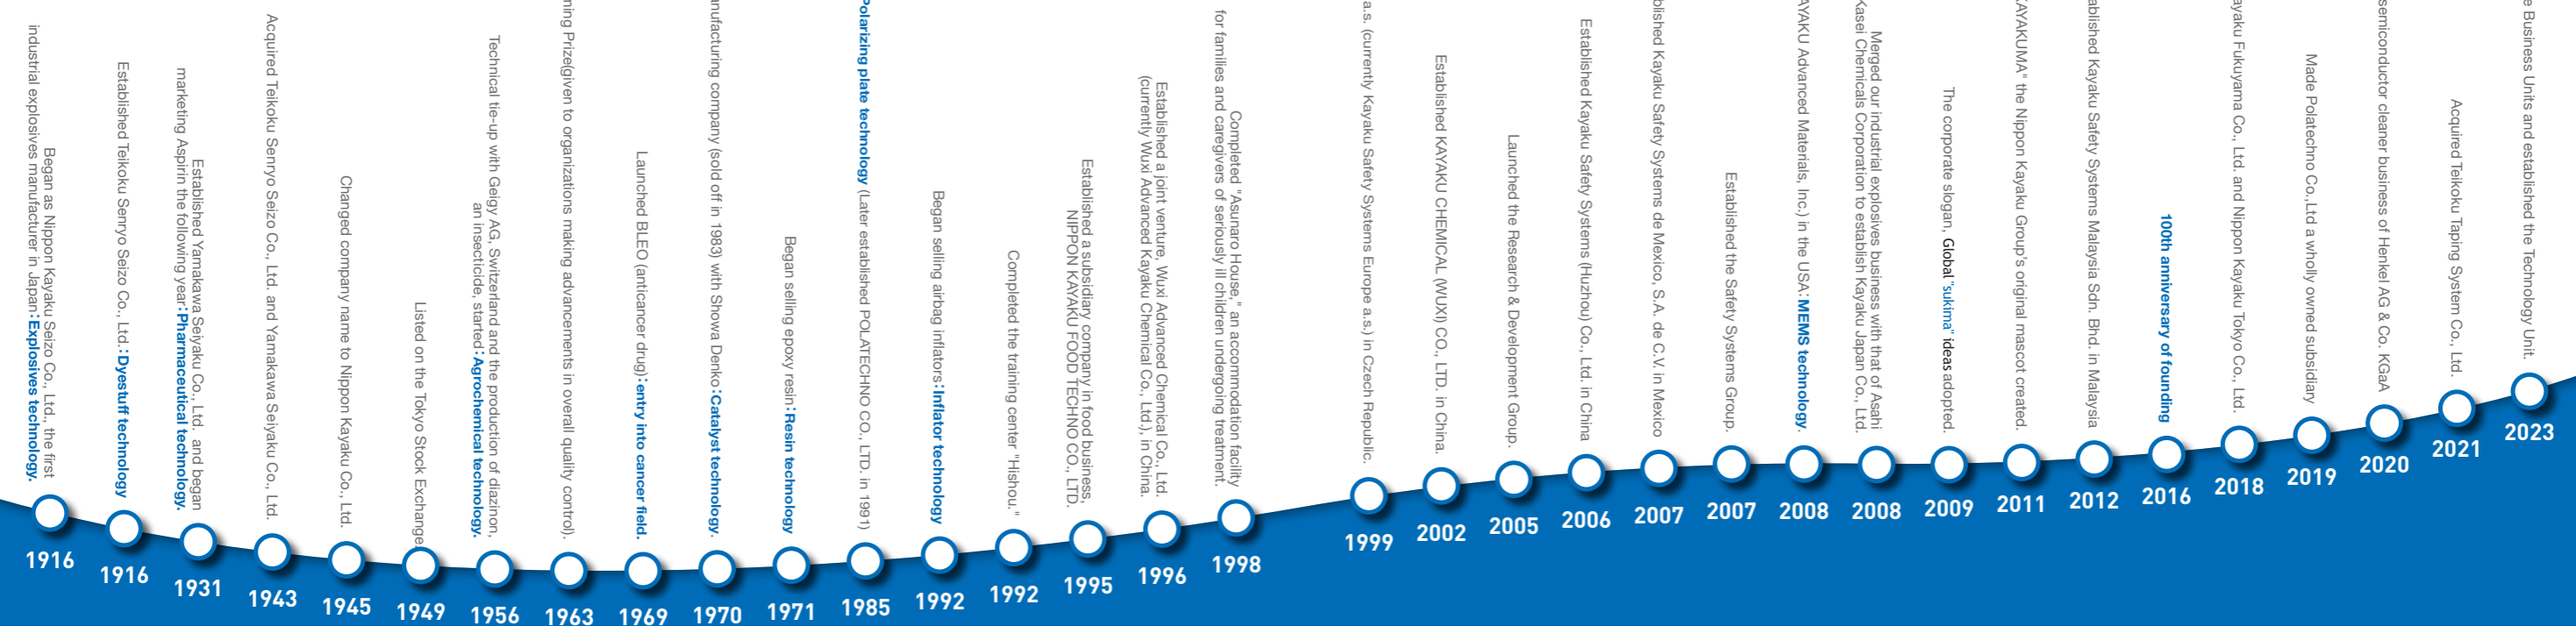 Began as Nippon Kayaku Seizo Co., Ltd., the first
industrial explosives manufacturer in Japan:Explosives technology.
1916
Established Teikoku Senryo Seizo Co., Ltd.:Dyestuff technology
1916
Established Yamakawa Seiyaku Co., Ltd. and began
marketing Aspirin the following year:Pharmaceutical technology.
1931
Acquired Teikoku Senryo Seizo Co., Ltd. and Yamakawa Seiyaku Co., Ltd.
1943
Changed company name to Nippon Kayaku Co., Ltd.
1945
Listed on the Tokyo Stock Exchange.
1949
Technical tie-up with Geigy AG, Switzerland and the production of diazinon,
an insecticide, started:Agrochemical technology.
1956
Prize(given to organizations making advancements in overall quality control).
1963
Launched BLEO (anticancer drug):entry into cancer field.
1969
company (sold off in 1983) with Showa Denko:Catalyst technology.
1970
Began selling epoxy resin:Resin technology
1971
Polarizing plate technology (Later established POLATECHNO CO., LTD. in 1991)
1985
Began selling airbag inflators:Inflator technology
1992
Completed the training center "Hishou."
1992
Established a subsidiary company in food business,
NIPPON KAYAKU FOOD TECHNO CO., LTD.
1995
Established a joint venture, Wuxi Advanced Chemical Co., Ltd.
(currently Wuxi Advanced Kayaku Chemical Co., Ltd.), in China.
1996
Completed "Asunaro House," an accommodation facility
for families and caregivers of seriously ill children undergoing treatment.
1998
a.s. (currently Kayaku Safety Systems Europe a.s.) in Czech Republic.
1999
Established KAYAKU CHEMICAL (WUXI) CO., LTD. in China.
2002
Launched the Research & Development Group.
2005
Established Kayaku Safety Systems (Huzhou) Co., Ltd. in China
2006
Kayaku Safety Systems de Mexico, S.A. de C.V. in Mexico
2007
Established the Safety Systems Group.
2007
Advanced Materials, Inc.) in the USA:MEMS technology.
2008
Merged our industrial explosives business with that of Asahi
Kasei Chemicals Corporation to establish Kayaku Japan Co., Ltd.
2008
The corporate slogan, Global"sukima" ideas adopted.
2009
the Nippon Kayaku Group's original mascot created.
2011
Kayaku Safety Systems Malaysia Sdn. Bhd. in Malaysia
2012
100th anniversary of founding
2016
Fukuyama Co., Ltd. and Nippon Kayaku Tokyo Co., Ltd.
2018
Made Polatechno Co.,Ltd a wholly owned subsidiary
2019
semiconductor cleaner business of Henkel AG & Co. KGaA
2020
Acquired Teikoku Taping System Co., Ltd.
2021
Business Units and established the Technology Unit.
2023